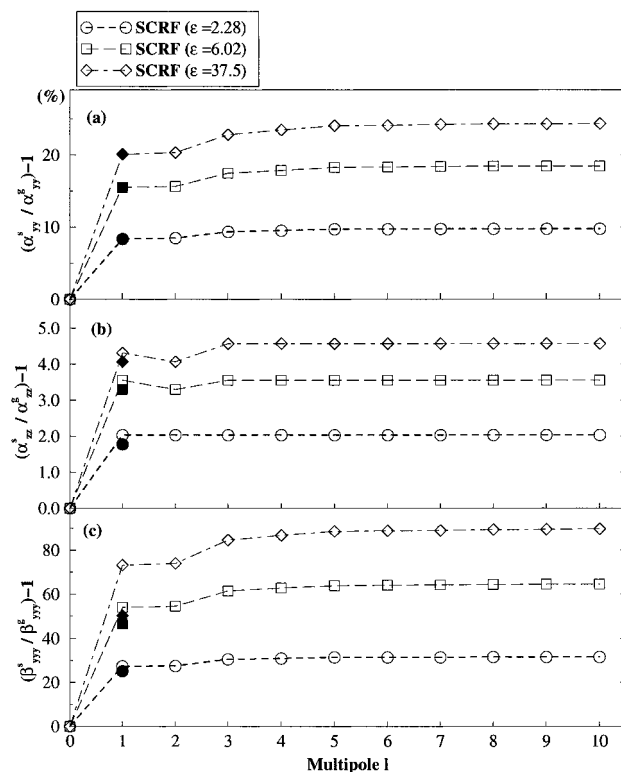 SCRF (ε =2.28)
SCRF (ε =6.02)
SCRF (ε =37.5)
(%)
(a)
20
10
0
(α^s_yy / α^g_yy)−1
(b)
5.0
4.0
3.0
2.0
1.0
0.0
(α^s_zz / α^g_zz)−1
(c)
80
60
40
20
0
(β^s_yyy / β^g_yyy)−1
0 1 2 3 4 5 6 7 8 9 10
Multipole l